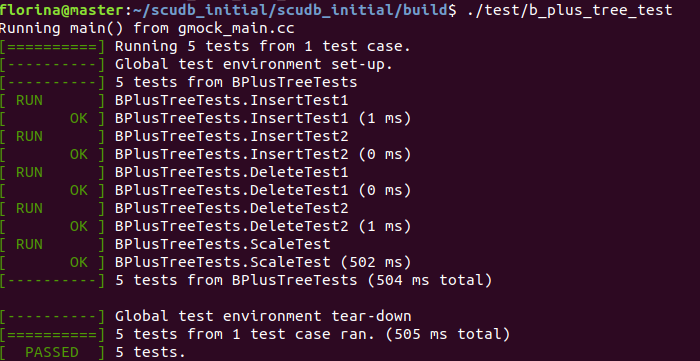 florina@master:~/scudb_initial/scudb_initial/build$ ./test/b_plus_tree_test
Running main() from gmock_main.cc
[==========] Running 5 tests from 1 test case.
[----------] Global test environment set-up.
[----------] 5 tests from BPlusTreeTests
[ RUN      ] BPlusTreeTests.InsertTest1
[       OK ] BPlusTreeTests.InsertTest1 (1 ms)
[ RUN      ] BPlusTreeTests.InsertTest2
[       OK ] BPlusTreeTests.InsertTest2 (0 ms)
[ RUN      ] BPlusTreeTests.DeleteTest1
[       OK ] BPlusTreeTests.DeleteTest1 (0 ms)
[ RUN      ] BPlusTreeTests.DeleteTest2
[       OK ] BPlusTreeTests.DeleteTest2 (1 ms)
[ RUN      ] BPlusTreeTests.ScaleTest
[       OK ] BPlusTreeTests.ScaleTest (502 ms)
[----------] 5 tests from BPlusTreeTests (504 ms total)
[----------] Global test environment tear-down
[==========] 5 tests from 1 test case ran. (505 ms total)
[  PASSED  ] 5 tests.